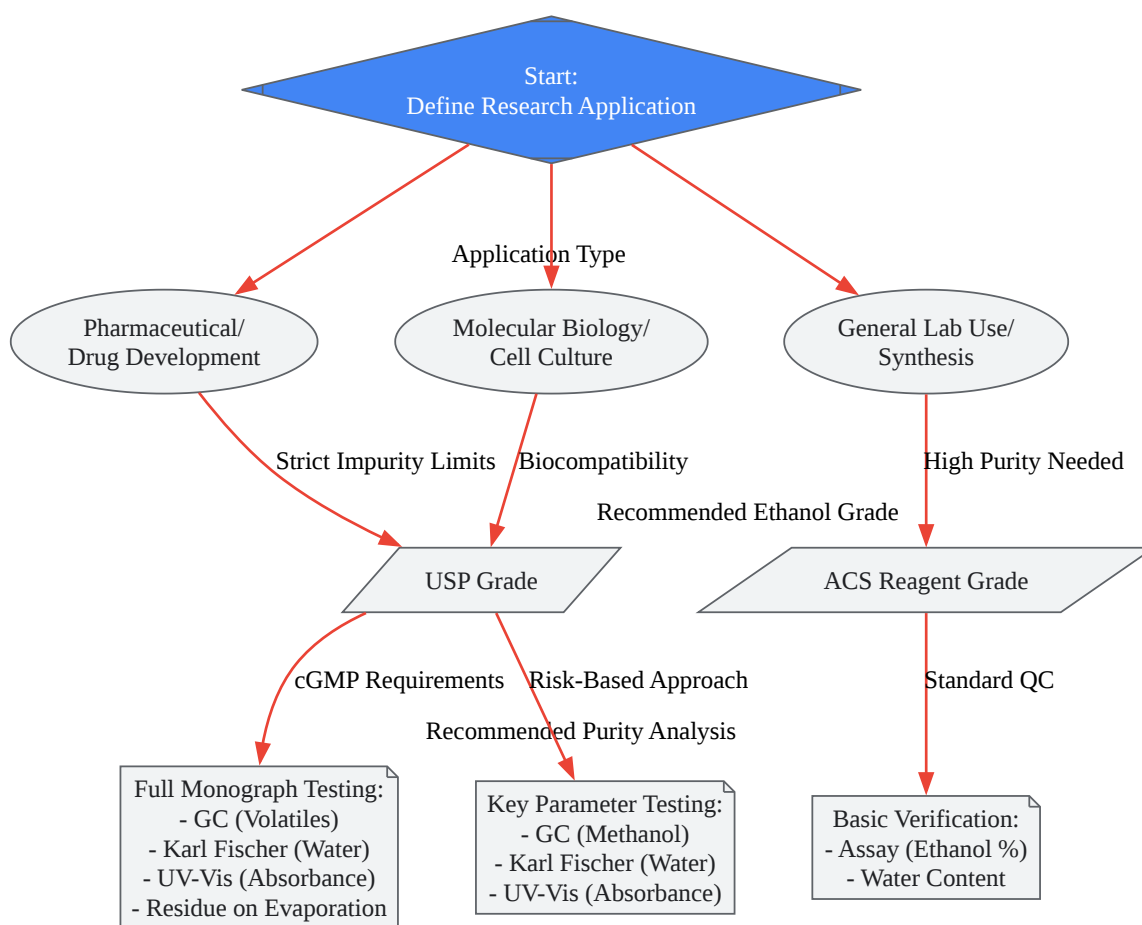 Start:
Define Research Application
Application Type
Pharmaceutical/
Drug Development
Molecular Biology/
Cell Culture
General Lab Use/
Synthesis
Strict Impurity Limits
Biocompatibility
High Purity Needed
Recommended Ethanol Grade
USP Grade
ACS Reagent Grade
cGMP Requirements
Risk-Based Approach
Standard QC
Recommended Purity Analysis
Full Monograph Testing:
- GC (Volatiles)
- Karl Fischer (Water)
- UV-Vis (Absorbance)
- Residue on Evaporation
Key Parameter Testing:
- GC (Methanol)
- Karl Fischer (Water)
- UV-Vis (Absorbance)
Basic Verification:
- Assay (Ethanol %)
- Water Content